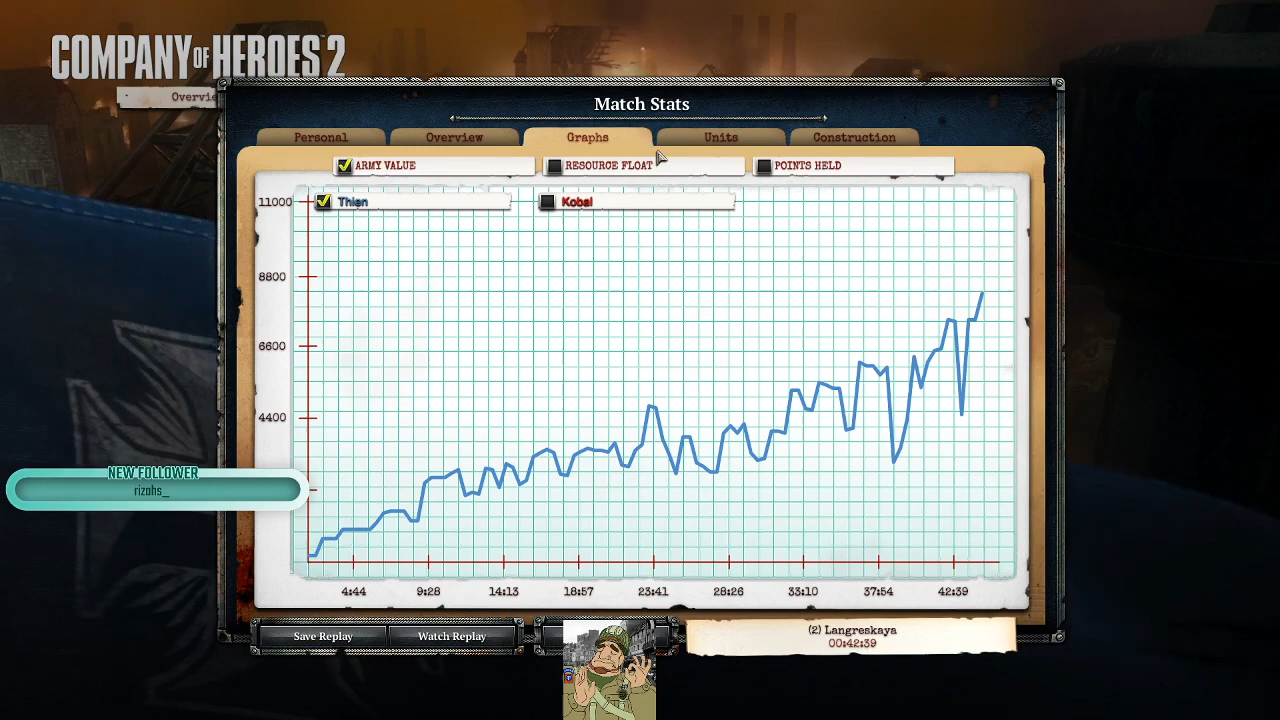 COMPANY OF HEROES 2
Overvie
Match Stats
Personal
Overview
Graphs
Units
Construction
ARMY VALUE
RESOURCE FLOAT
POINTS HELD
Thien
Kobal
11000
8800
6600
4400
NEW FOLLOWER
rizahs_
4:44
9:28
14:13
18:57
23:41
28:26
33:10
37:54
42:39
Save Replay
Watch Replay
(2) Langreskaya
00:42:39